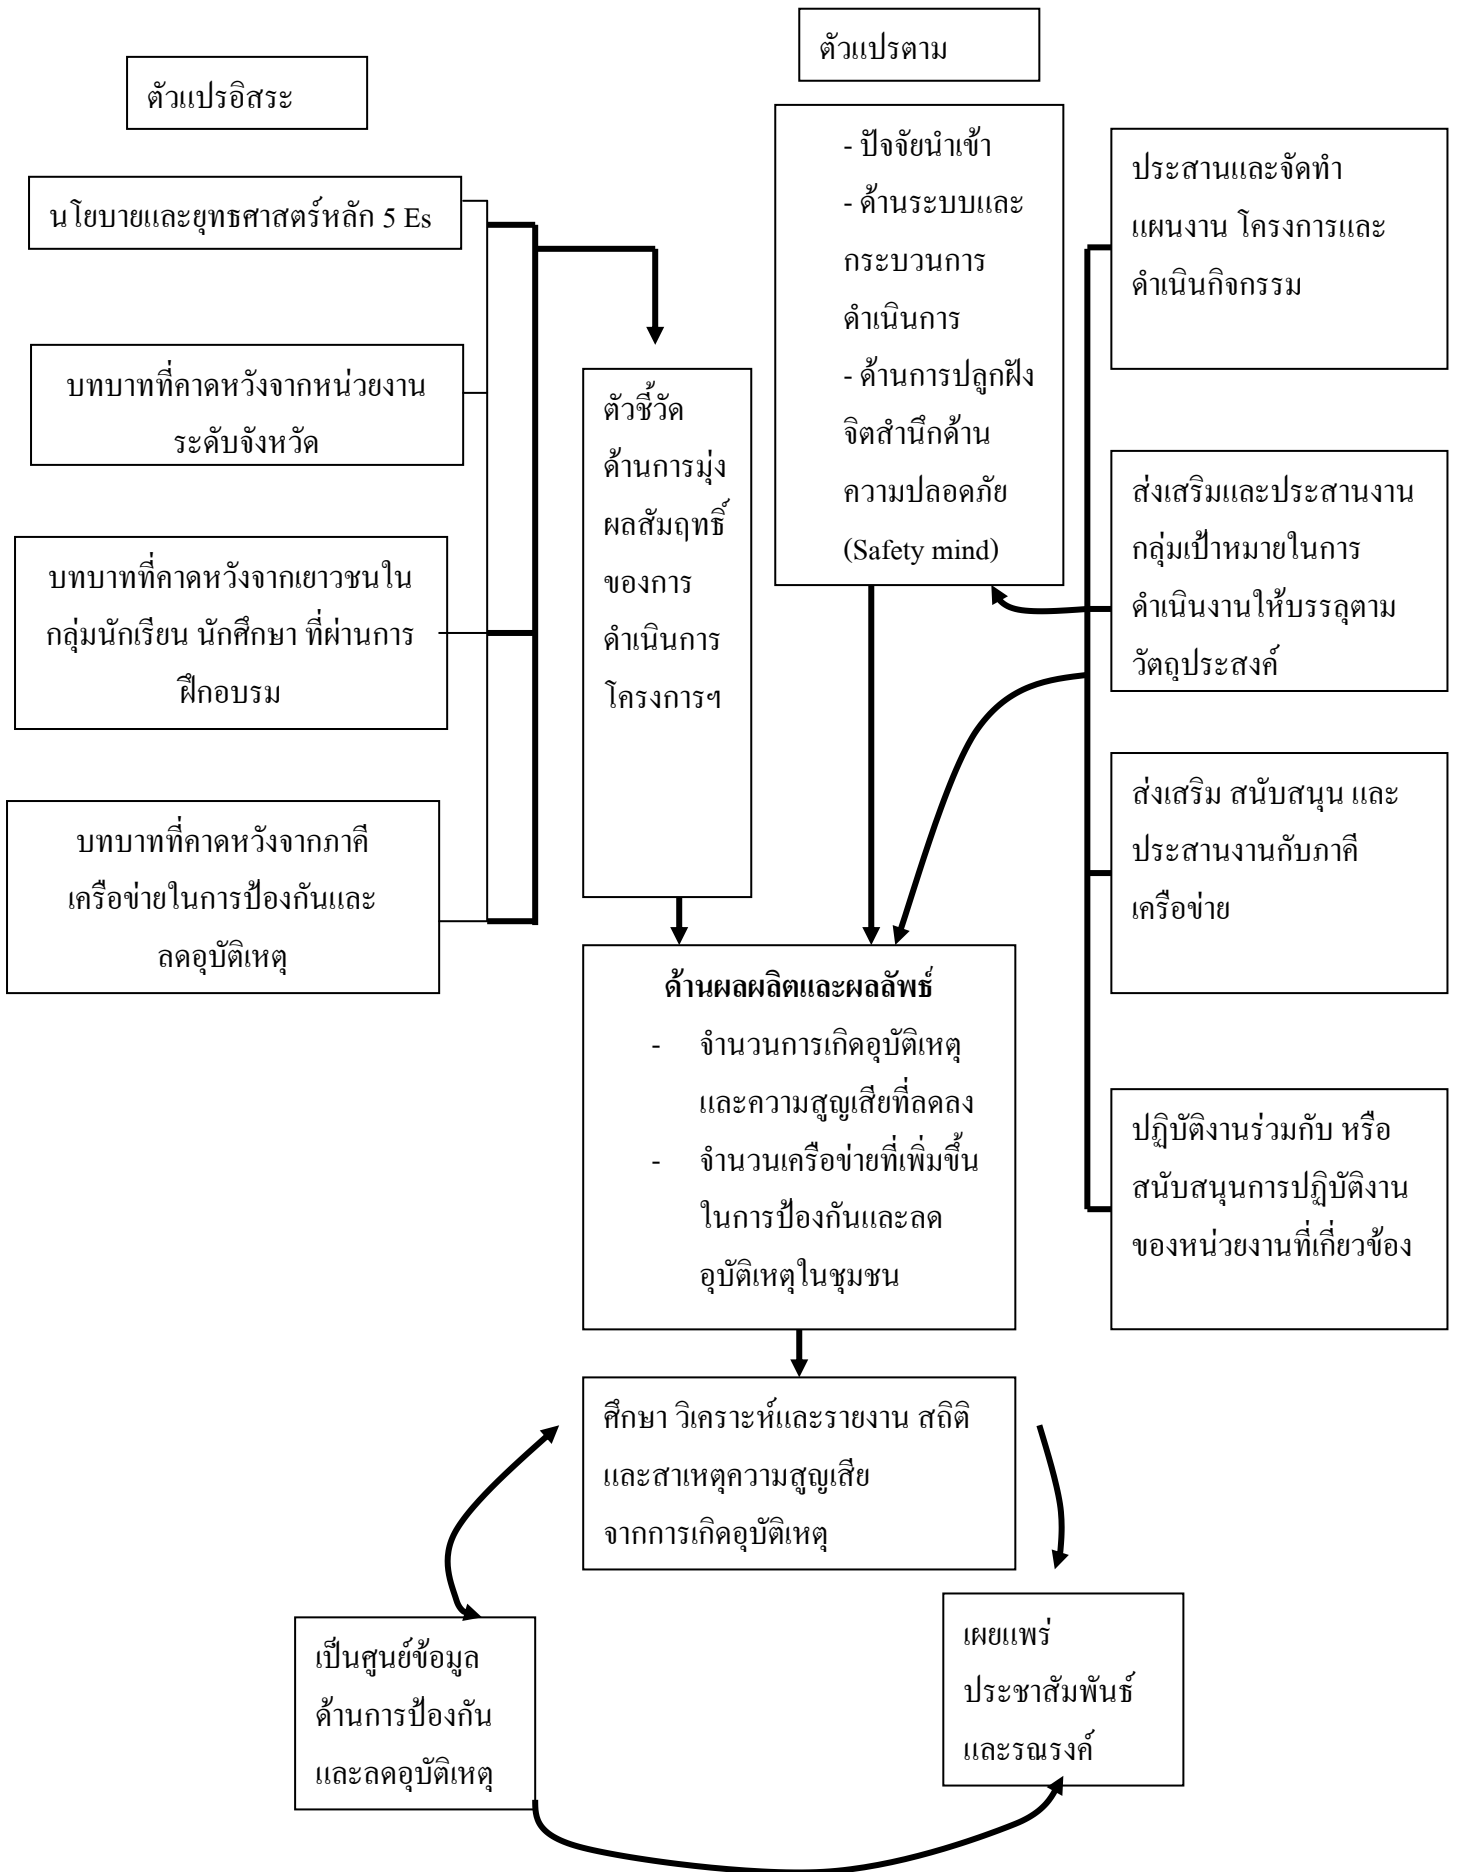 ตัวแปรตาม
ตัวแปรอิสระ
นโยบายและยุทธศาสตร์หลัก 5 Es
บทบาทที่คาดหวังจากหน่วยงาน
ระดับจังหวัด
บทบาทที่คาดหวังจากเยาวชนใน
กลุ่มนักเรียน นักศึกษา ที่ผ่านการ
ฝึกอบรม
บทบาทที่คาดหวังจากภาคี
เครือข่ายในการป้องกันและ
ลดอุบัติเหตุ
ตัวชี้วัด
ด้านการมุ่ง
ผลสัมฤทธิ์
ของการ
ดำเนินการ
โครงการฯ
- ปัจจัยนำเข้า
- ด้านระบบและ
กระบวนการ
ดำเนินการ
- ด้านการปลูกฝัง
จิตสำนึกด้าน
ความปลอดภัย
(Safety mind)
ประสานและจัดทำ
แผนงาน โครงการและ
ดำเนินกิจกรรม
ส่งเสริมและประสานงาน
กลุ่มเป้าหมายในการ
ดำเนินงานให้บรรลุตาม
วัตถุประสงค์
ส่งเสริม สนับสนุน และ
ประสานงานกับภาคี
เครือข่าย
ปฏิบัติงานร่วมกับ หรือ
สนับสนุนการปฏิบัติงาน
ของหน่วยงานที่เกี่ยวข้อง
ด้านผลผลิตและผลลัพธ์
- จำนวนการเกิดอุบัติเหตุ
และความสูญเสียที่ลดลง
- จำนวนเครือข่ายที่เพิ่มขึ้น
ในการป้องกันและลด
อุบัติเหตุในชุมชน
ศึกษา วิเคราะห์และรายงาน สถิติ
และสาเหตุความสูญเสีย
จากการเกิดอุบัติเหตุ
เป็นศูนย์ข้อมูล
ด้านการป้องกัน
และลดอุบัติเหตุ
เผยแพร่
ประชาสัมพันธ์
และรณรงค์